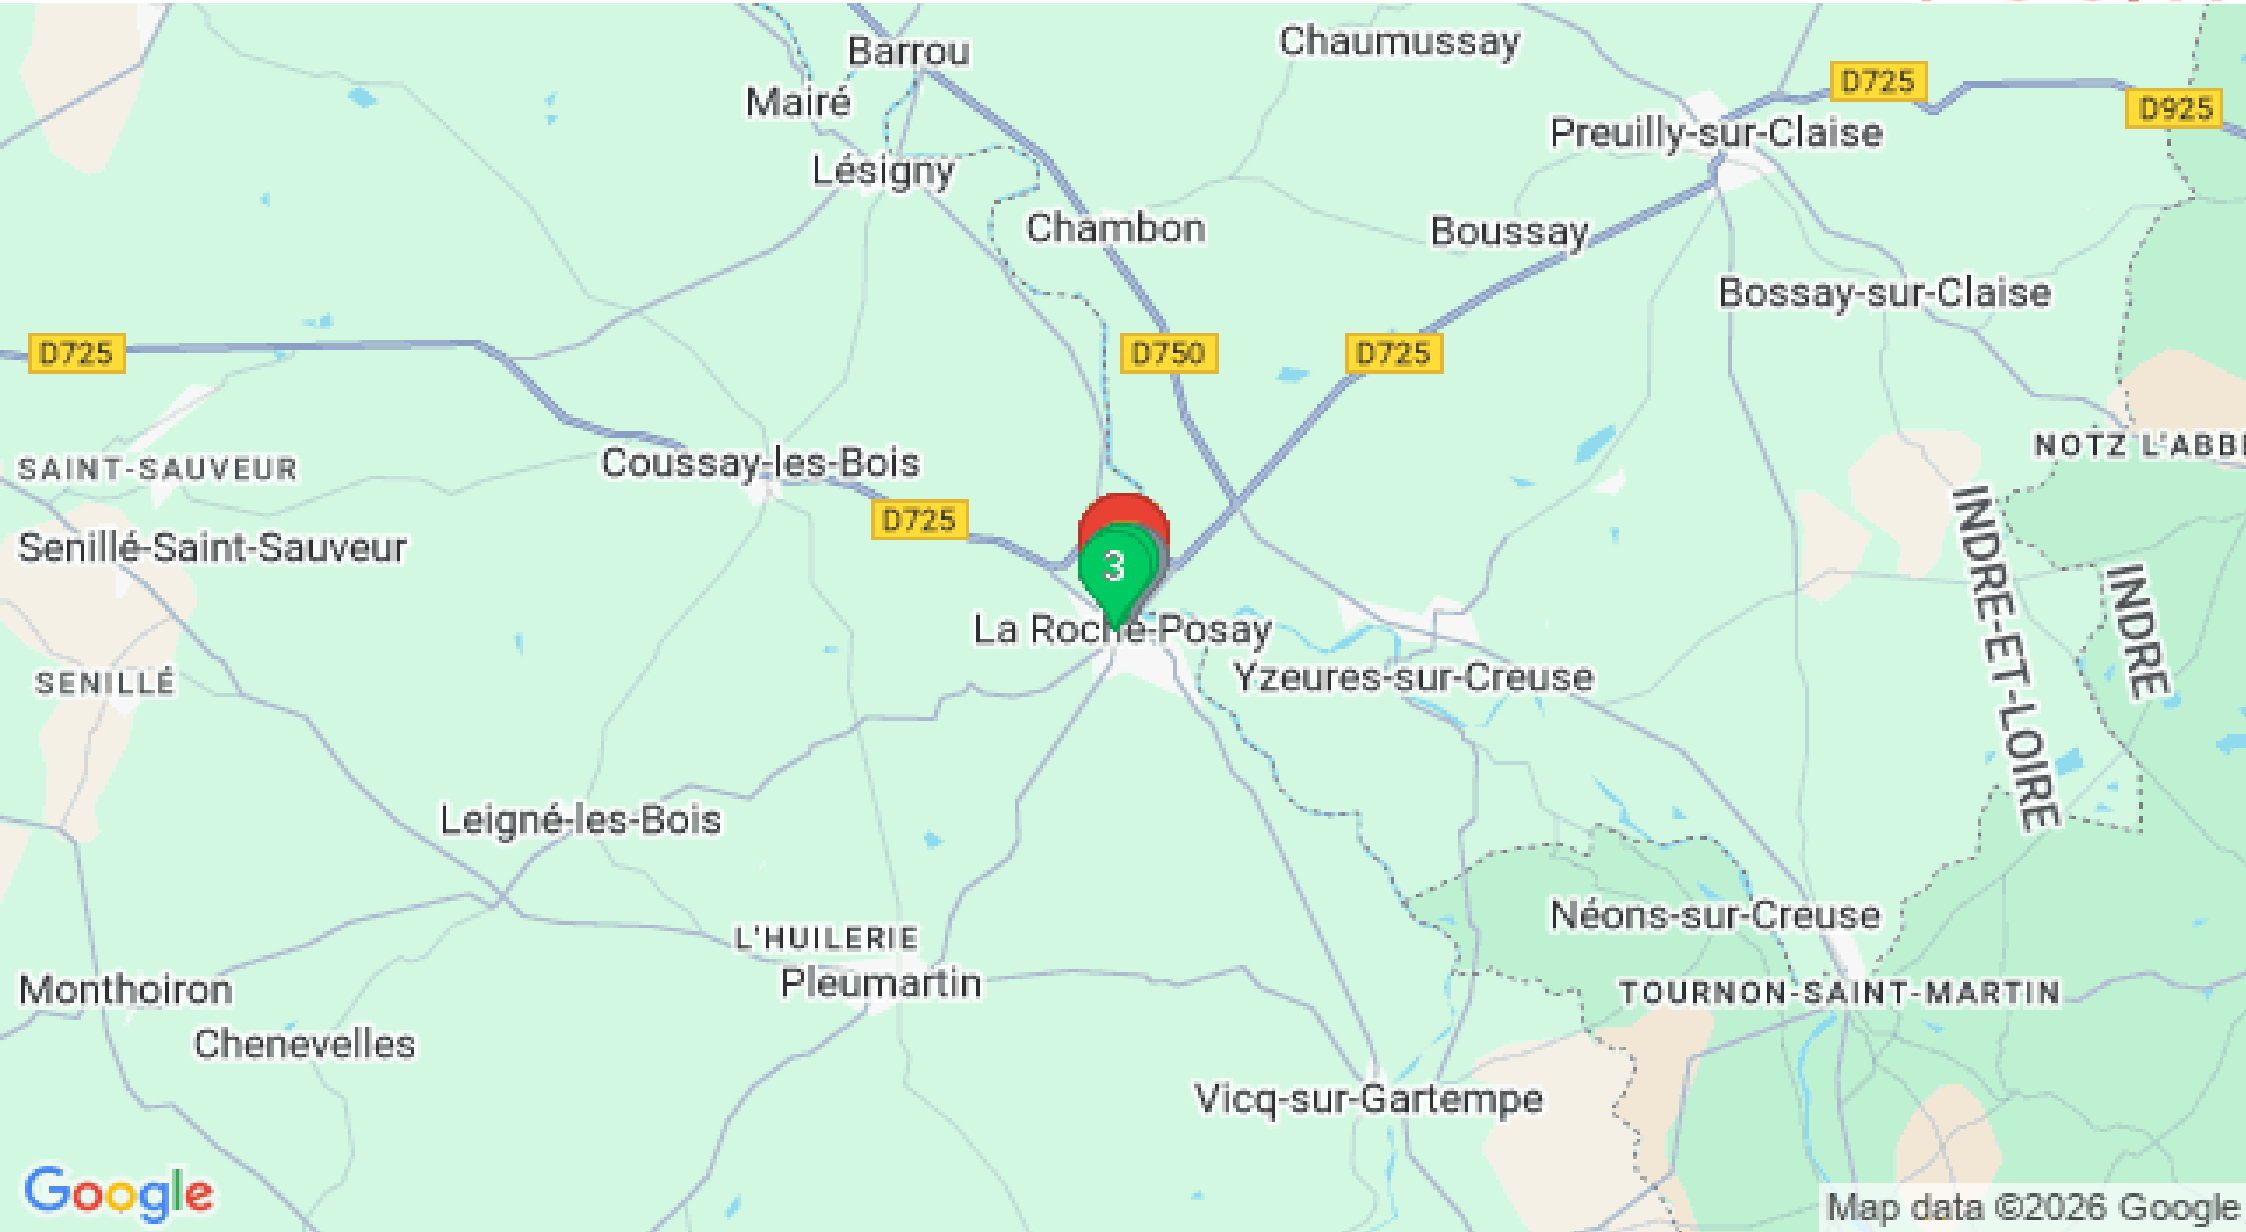 Barrou
Chaumussay
Mairé
D725
D925
Preuilly-sur-Claise
Lésigny
Chambon
Boussay
Bossay-sur-Claise
D725
D750
D725
SAINT-SAUVEUR
Coussay-les-Bois
NOTZ L'ABBE
D725
Senillé-Saint-Sauveur
3
INDRE-ET-LOIRE
INDRE
La Roche-Posay
SENILLÉ
Yzeures-sur-Creuse
Leigné-les-Bois
Néons-sur-Creuse
L'HUILERIE
Monthoiron
Pleumartin
TOURNON-SAINT-MARTIN
Chenevelles
Vicq-sur-Gartempe
Google
Map data ©2026 Google